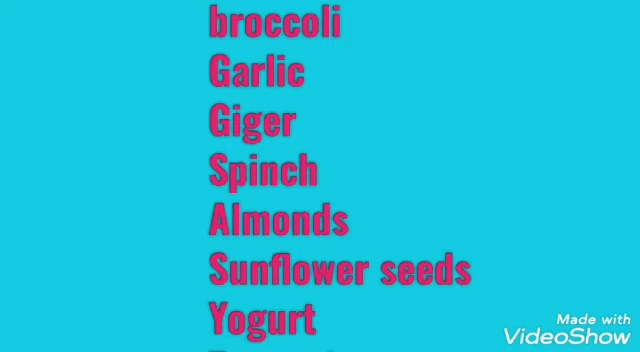 broccoli
Garlic
Giger
Spinch
Almonds
Sunflower seeds
Yogurt
Made with
VideoShow